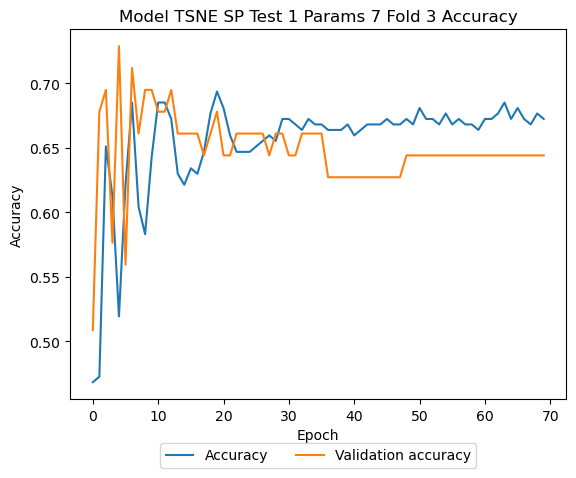 Model TSNE SP Test 1 Params 7 Fold 3 Accuracy
Accuracy
0.70
0.65
0.60
0.55
0.50
0 10 20 30 40 50 60 70
Epoch
Accuracy Validation accuracy